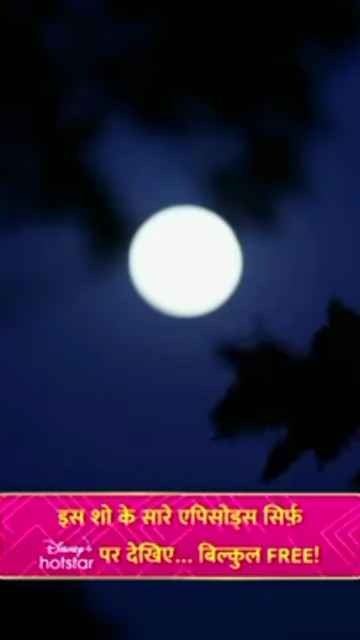 इस शो के सारे एपिसोड्स सिर्फ़
Disney+ hotstar पर देखिए... बिल्कुल FREE!